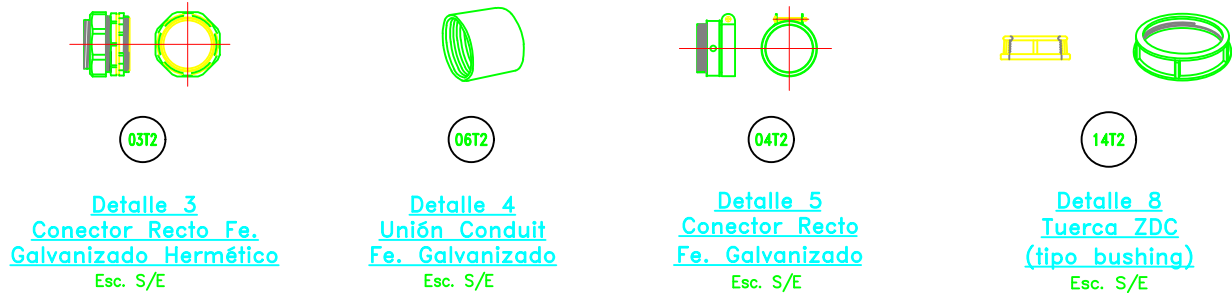 03T2
Detalle 3
Conector Recto Fe.
Galvanizado Hermético
Esc. S/E
06T2
Detalle 4
Unión Conduit
Fe. Galvanizado
Esc. S/E
04T2
Detalle 5
Conector Recto
Fe. Galvanizado
Esc. S/E
14T2
Detalle 8
Tuerca ZDC
(tipo bushing)
Esc. S/E